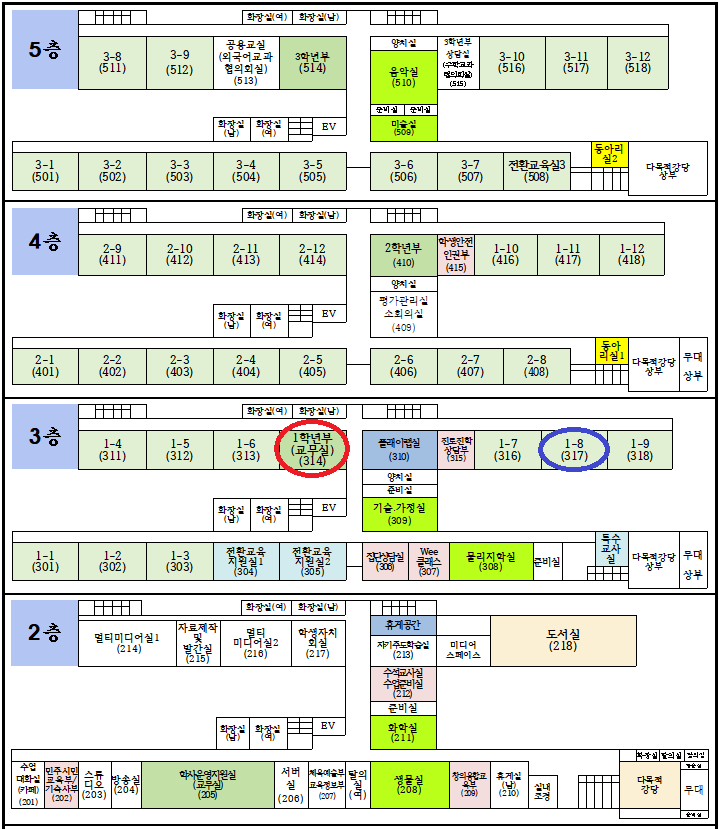 화장실(여) 화장실(남)
5층
3-8
(511)
3-9
(512)
공용교실
(외국어교과
협의회실)
(513)
3학년부
(514)
양치실
음악실
(510)
준비실 준비실
미술실
(509)
3학년부
상담실
(수학교과
협의회실)
(515)
3-10
(516)
3-11
(517)
3-12
(518)
화장실
(남)
화장실
(여)
EV
3-1
(501)
3-2
(502)
3-3
(503)
3-4
(504)
3-5
(505)
3-6
(506)
3-7
(507)
전환교육실3
(508)
동아리
실2
다목적강당
상부
화장실(여) 화장실(남)
4층
2-9
(411)
2-10
(412)
2-11
(413)
2-12
(414)
2학년부
(410)
학생안전
인권부
(415)
1-10
(416)
1-11
(417)
1-12
(418)
양치실
평가관리실
소회의실
(409)
화장실
(남)
화장실
(여)
EV
2-1
(401)
2-2
(402)
2-3
(403)
2-4
(404)
2-5
(405)
2-6
(406)
2-7
(407)
2-8
(408)
동아
리실1
다목적강당
상부
무대
상부
화장실(여) 화장실(남)
3층
1-4
(311)
1-5
(312)
1-6
(313)
1학년부
(교무실)
(314)
플레이랩실
(310)
진로진학
상담부
(315)
1-7
(316)
1-8
(317)
1-9
(318)
양치실
준비실
기술.가정실
(309)
화장실
(남)
화장실
(여)
EV
1-1
(301)
1-2
(302)
1-3
(303)
전환교육
지원실1
(304)
전환교육
지원실2
(305)
집단상담실
(306)
Wee
클래스
(307)
물리지학실
(308)
준비실
특수
교사
실
다목적강당
상부
무대
상부
화장실(여) 화장실(남)
2층
멀티미디어실1
(214)
자료제작
및
발간실
(215)
멀티
미디어실2
(216)
학생자치
회실
(217)
휴게공간
자기주도학습실
(213)
미디어
스페이스
도서실
(218)
수석교사실
수업준비실
(212)
준비실
화학실
(211)
화장실
(남)
화장실
(여)
EV
수업
대화실
(카페)
(201)
민주시민
교육부/
기숙사부
(202)
스튜
디오
(203)
방송실
(204)
학사운영지원실
(교무실)
(205)
서버
실
(206)
체육예술부
교육정보부
(207)
탈의
실
(여)
생물실
(208)
창의융합교
육부
(209)
휴게실
(남)
(210)
실내
조경
화장실 탈의실
다목적
강당
준비실
무대
준비실